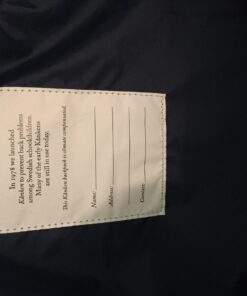 In 1978 we launched
Kånken to prevent back problems
among Swedish schoolchildren.
Many of the early Kånkens
are still in use today.
This Kånken backpack is climate compensated.
Name:
Address:
Contact: